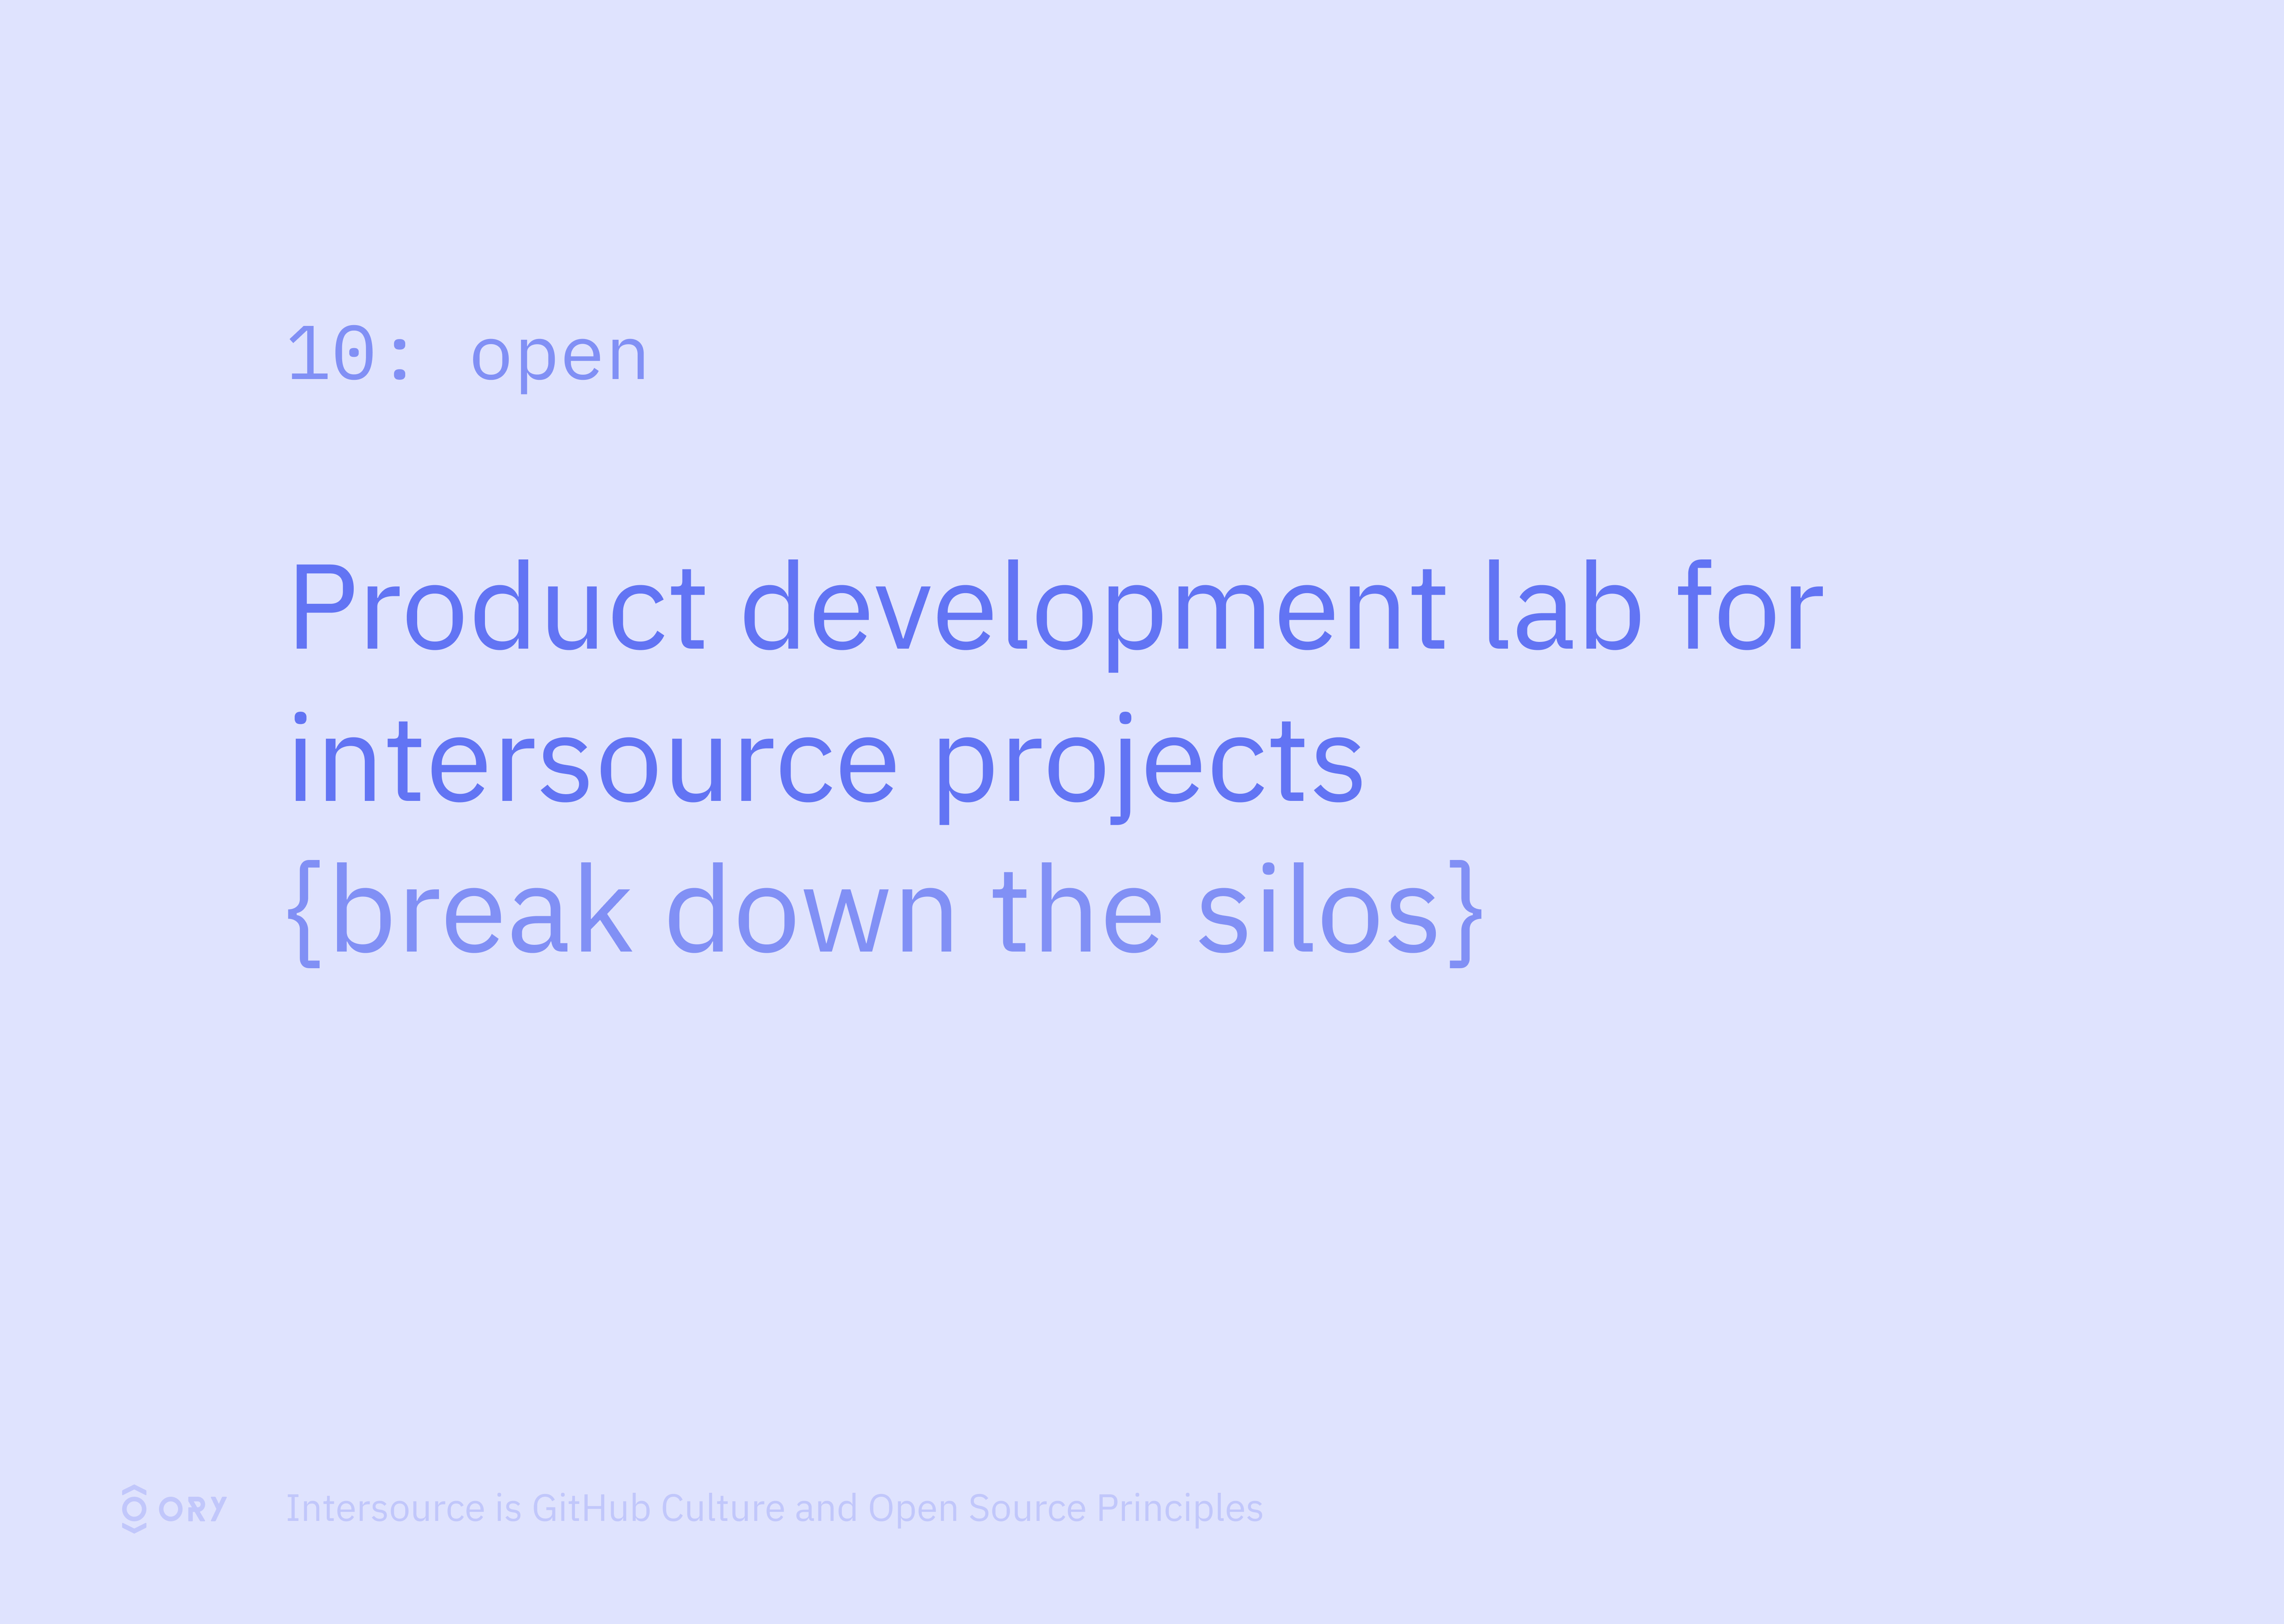 10: open
Product development lab for
intersource projects
{break down the silos}
ORY
Intersource is GitHub Culture and Open Source Principles